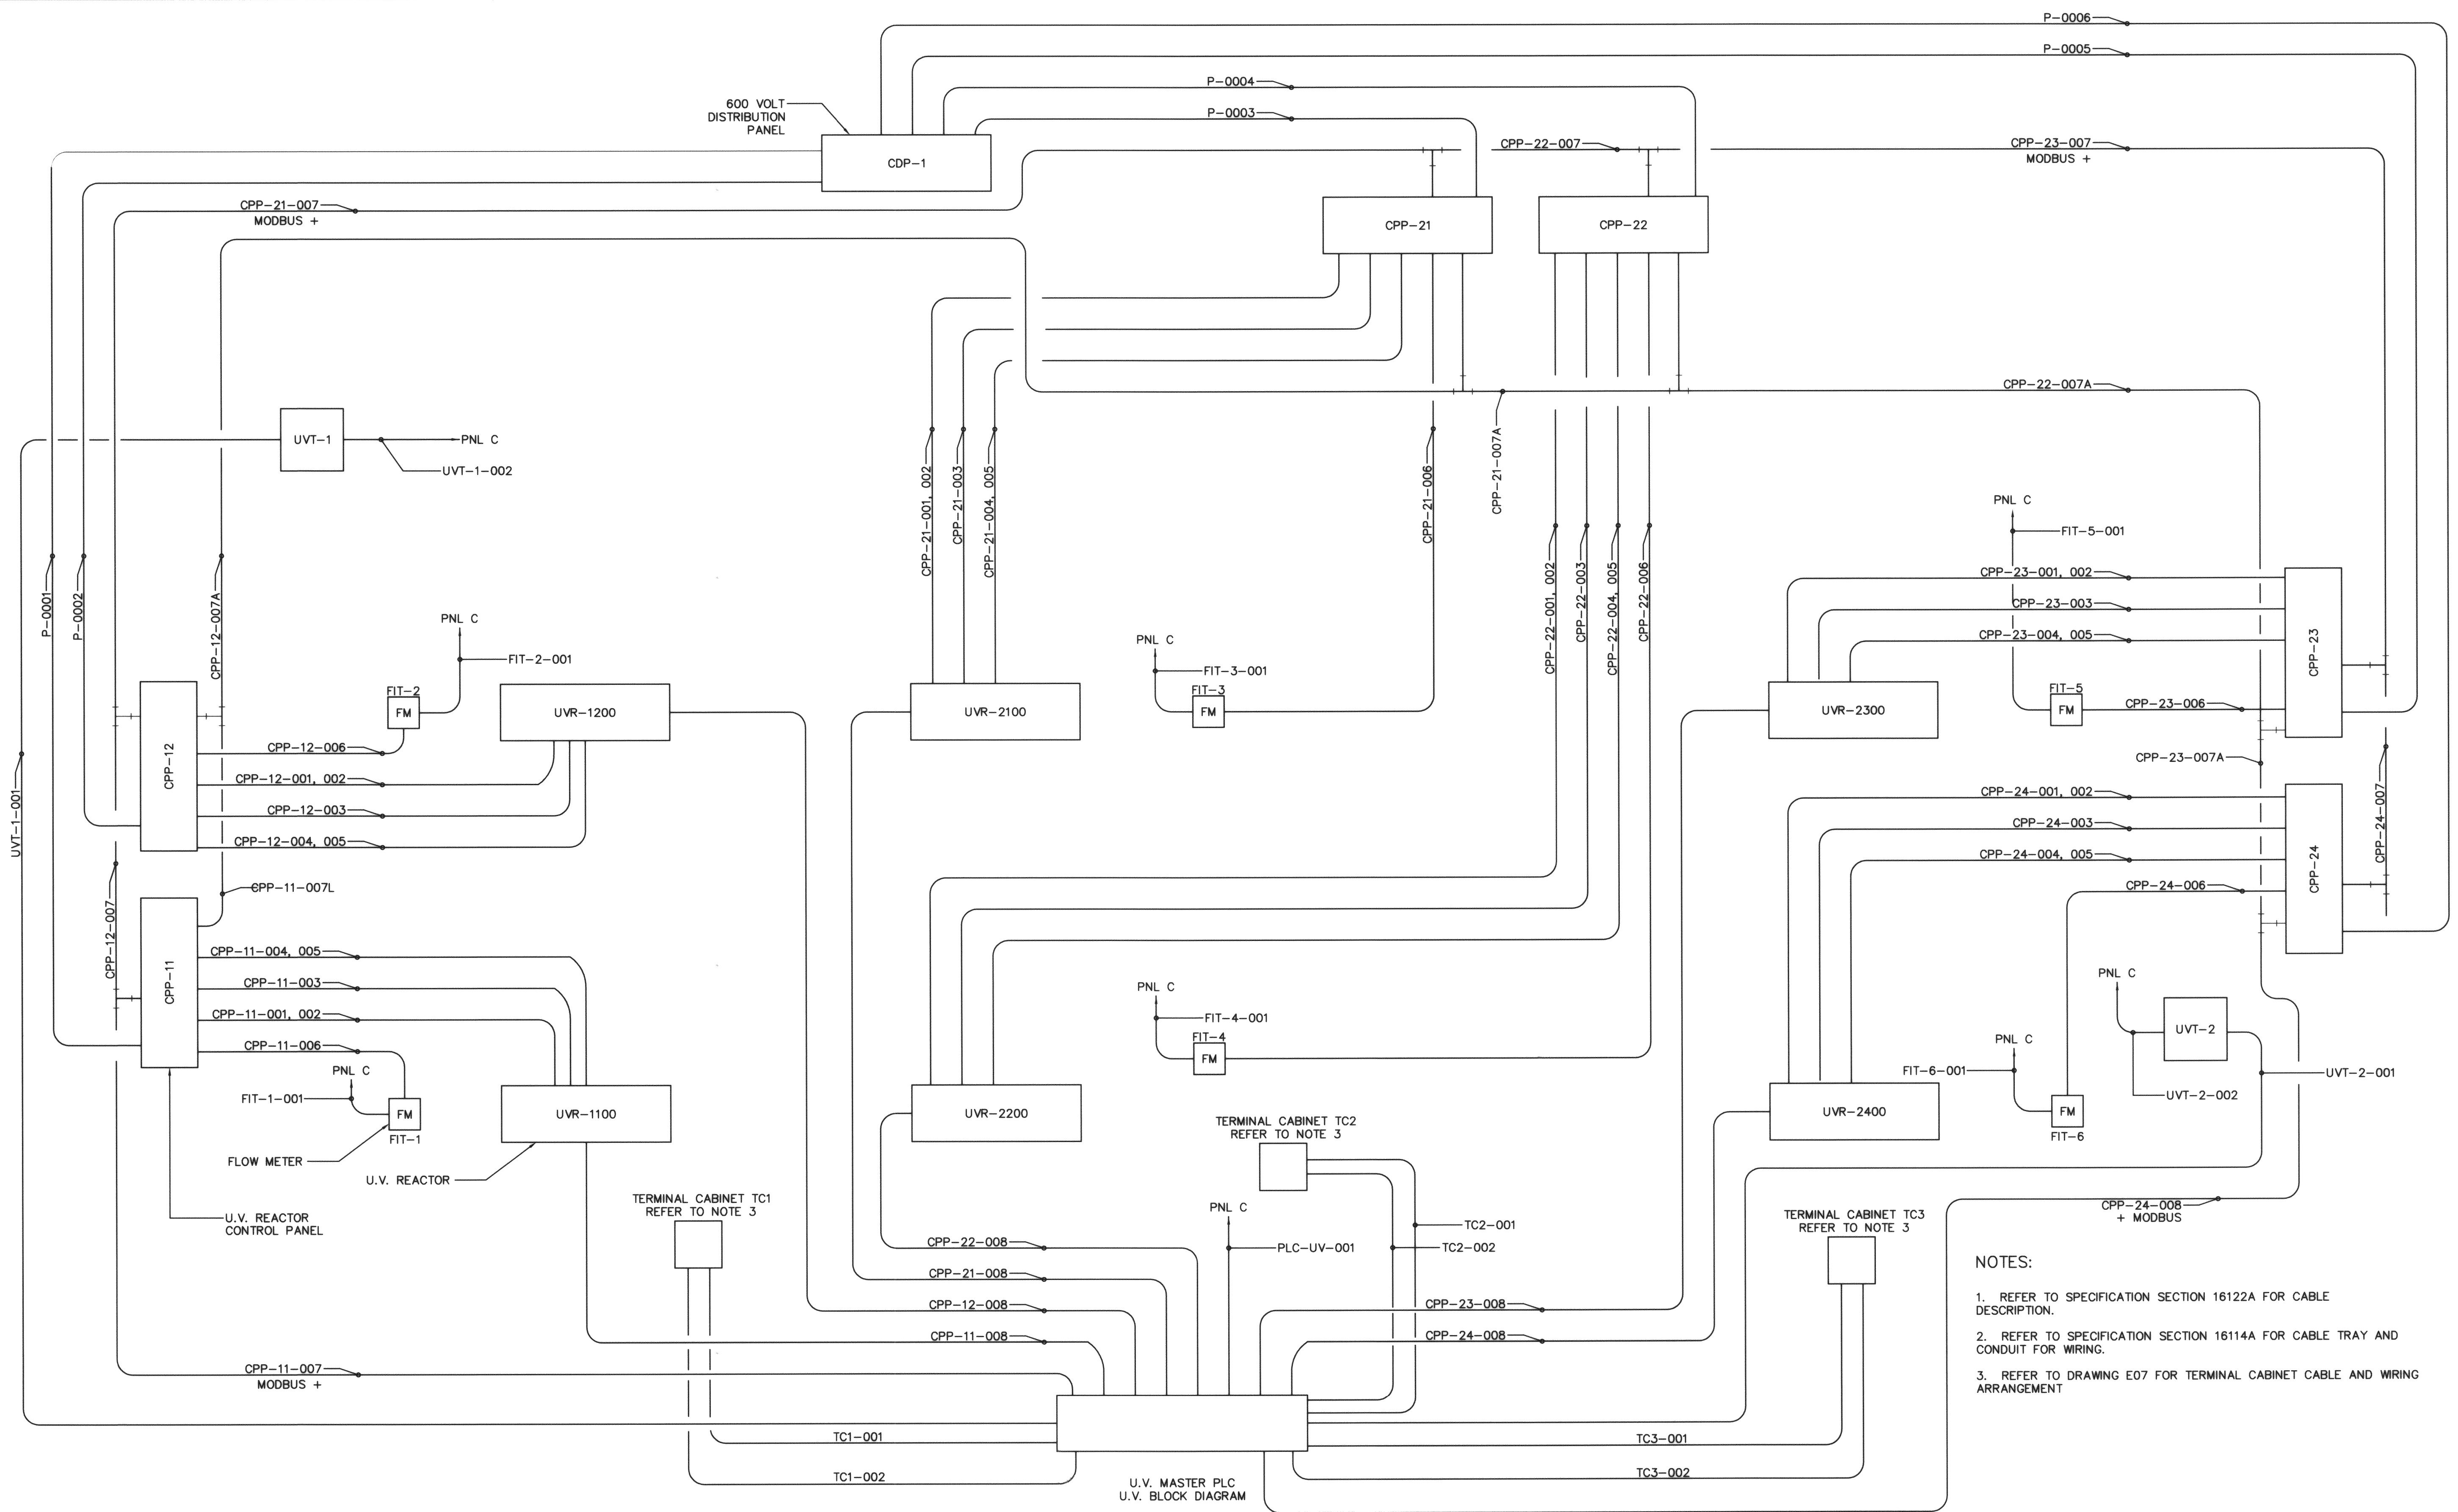 P-0006
P-0005
P-0004
P-0003
600 VOLT
DISTRIBUTION
PANEL
CDP-1
CPP-22-007
CPP-23-007
MODBUS +
CPP-21-007
MODBUS +
CPP-21
CPP-22
CPP-22-007A
UVT-1
PNL C
UVT-1-002
CPP-21-001, 002
CPP-21-003
CPP-21-004, 005
CPP-21-006
CPP-21-007A
PNL C
FIT-5-001
P-0001
P-0002
CPP-12-007A
CPP-22-001, 002
CPP-22-003
CPP-22-004, 005
CPP-22-006
CPP-23-001, 002
CPP-23-003
CPP-23-004, 005
CPP-23
PNL C
FIT-2-001
PNL C
FIT-3-001
FIT-2
FM
UVR-1200
UVR-2100
FIT-3
FM
UVR-2300
FIT-5
FM
CPP-23-006
CPP-12
CPP-12-006
CPP-12-001, 002
CPP-12-003
CPP-12-004, 005
UVT-1-001
CPP-23-007A
CPP-24-001, 002
CPP-24-003
CPP-24-004, 005
CPP-24-006
CPP-24
CPP-24-007
CPP-11-007L
CPP-12-007
CPP-11
CPP-11-004, 005
CPP-11-003
CPP-11-001, 002
CPP-11-006
PNL C
FIT-1-001
FM
FIT-1
UVR-1100
FLOW METER
U.V. REACTOR
U.V. REACTOR
CONTROL PANEL
PNL C
FIT-4-001
FIT-4
FM
UVR-2200
PNL C
UVT-2
UVT-2-001
UVT-2-002
PNL C
FIT-6-001
FM
FIT-6
UVR-2400
TERMINAL CABINET TC2
REFER TO NOTE 3
TERMINAL CABINET TC1
REFER TO NOTE 3
TERMINAL CABINET TC3
REFER TO NOTE 3
CPP-24-008
+ MODBUS
PNL C
PLC-UV-001
TC2-001
TC2-002
CPP-22-008
CPP-21-008
CPP-12-008
CPP-11-008
CPP-23-008
CPP-24-008
CPP-11-007
MODBUS +
TC1-001
TC1-002
TC3-001
TC3-002
U.V. MASTER PLC
U.V. BLOCK DIAGRAM
NOTES:
1. REFER TO SPECIFICATION SECTION 16122A FOR CABLE
DESCRIPTION.
2. REFER TO SPECIFICATION SECTION 16114A FOR CABLE TRAY AND
CONDUIT FOR WIRING.
3. REFER TO DRAWING E07 FOR TERMINAL CABINET CABLE AND WIRING
ARRANGEMENT